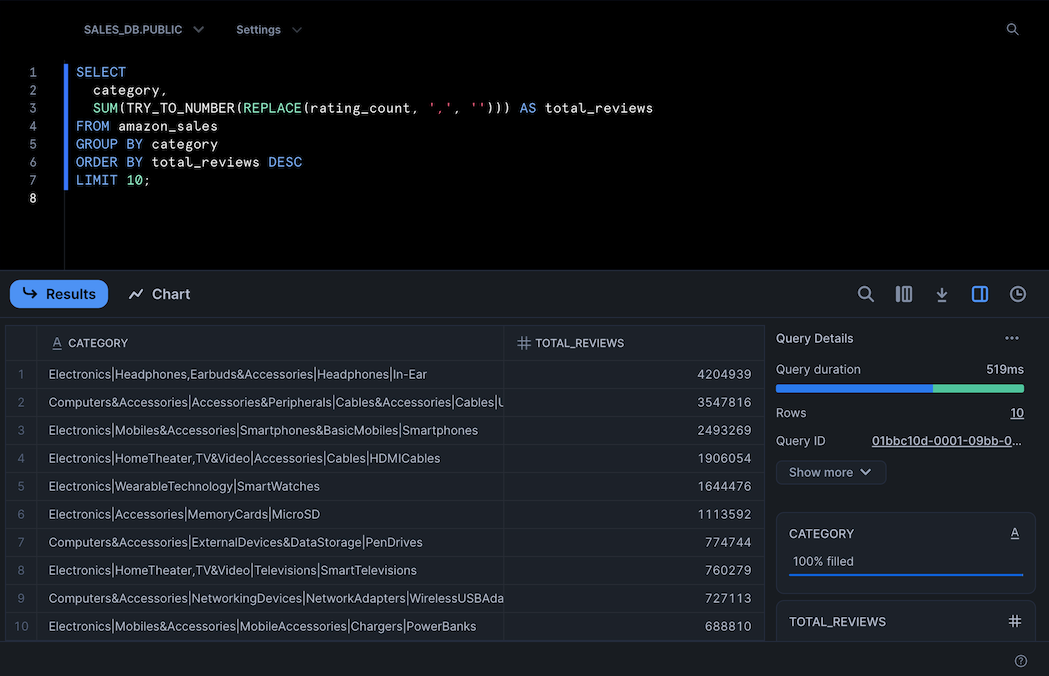 SALES_DB.PUBLIC Settings
1 SELECT
2 category,
3 SUM(TRY_TO_NUMBER(REPLACE(rating_count, ',', ''))) AS total_reviews
4 FROM amazon_sales
5 GROUP BY category
6 ORDER BY total_reviews DESC
7 LIMIT 10;
8
Results Chart
CATEGORY TOTAL_REVIEWS
1 Electronics|Headphones,Earbuds&Accessories|Headphones|In-Ear 4204939
2 Computers&Accessories|Accessories&Peripherals|Cables&Accessories|Cables|U 3547816
3 Electronics|Mobiles&Accessories|Smartphones&BasicMobiles|Smartphones 2493269
4 Electronics|HomeTheater,TV&Video|Accessories|Cables|HDMICables 1906054
5 Electronics|WearableTechnology|SmartWatches 1644476
6 Electronics|Accessories|MemoryCards|MicroSD 1113592
7 Computers&Accessories|ExternalDevices&DataStorage|PenDrives 774744
8 Electronics|HomeTheater,TV&Video|Televisions|SmartTelevisions 760279
9 Computers&Accessories|NetworkingDevices|NetworkAdapters|WirelessUSBAda 727113
10 Electronics|Mobiles&Accessories|MobileAccessories|Chargers|PowerBanks 688810
Query Details ...
Query duration 519ms
Rows 10
Query ID 01bbc10d-0001-09bb-0...
Show more
CATEGORY A
100% filled
TOTAL_REVIEWS #